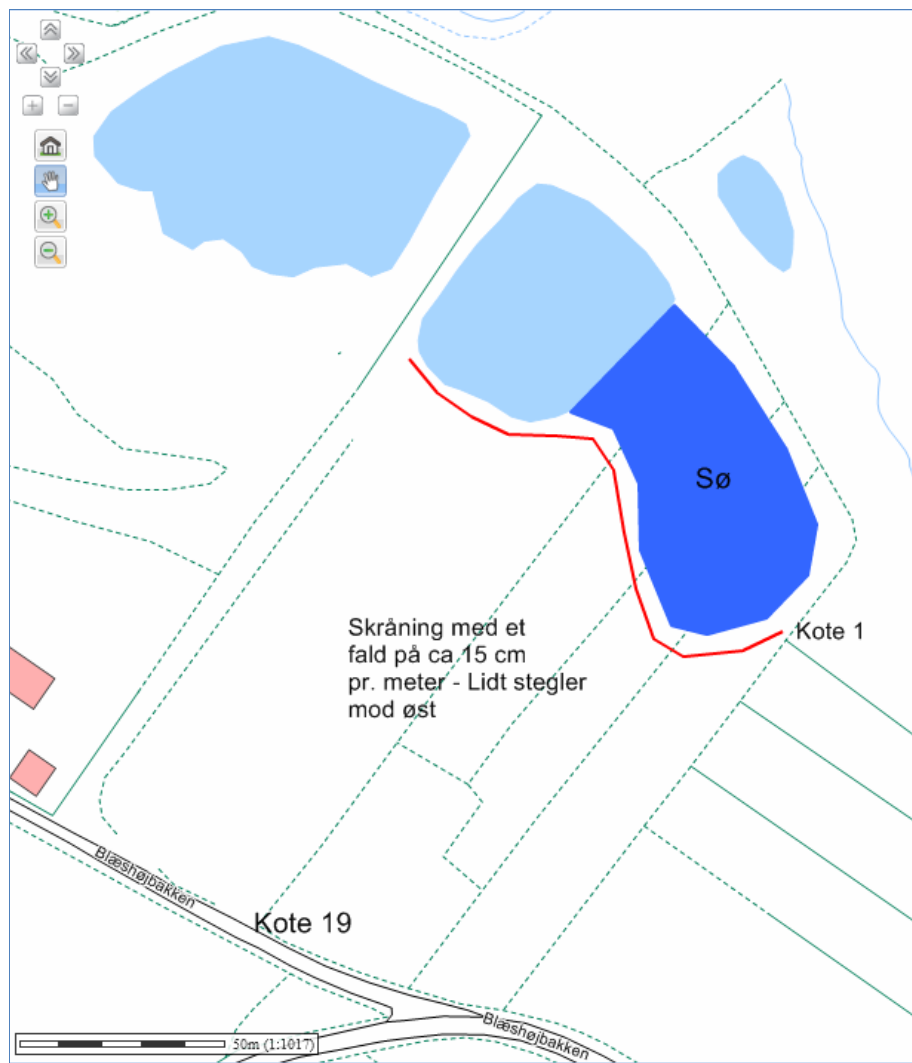 Sø
Kote 1
Skråning med et
fald på ca 15 cm
pr. meter - Lidt stegler
mod øst
Blæshøjbakken
Kote 19
Blæshøjbakken
50m (1:1017)